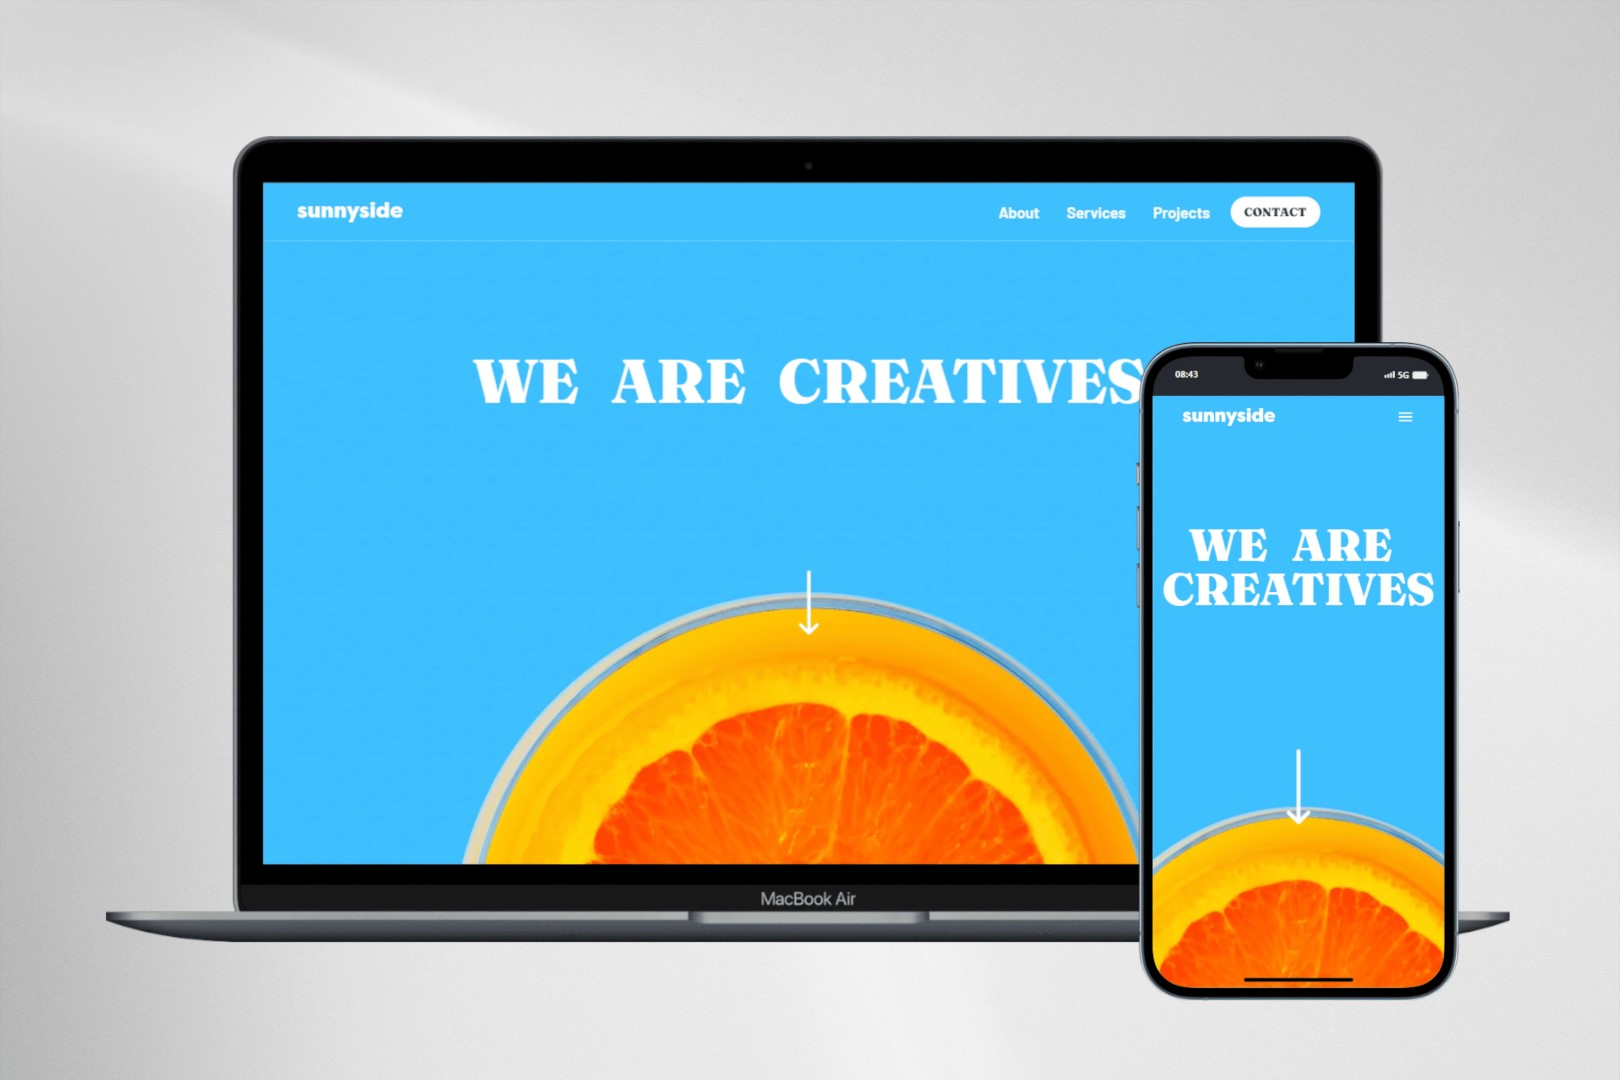 sunnyside
About Services Projects CONTACT
WE ARE CREATIVES
MacBook Air
08:43 5G
sunnyside
WE ARE
CREATIVES